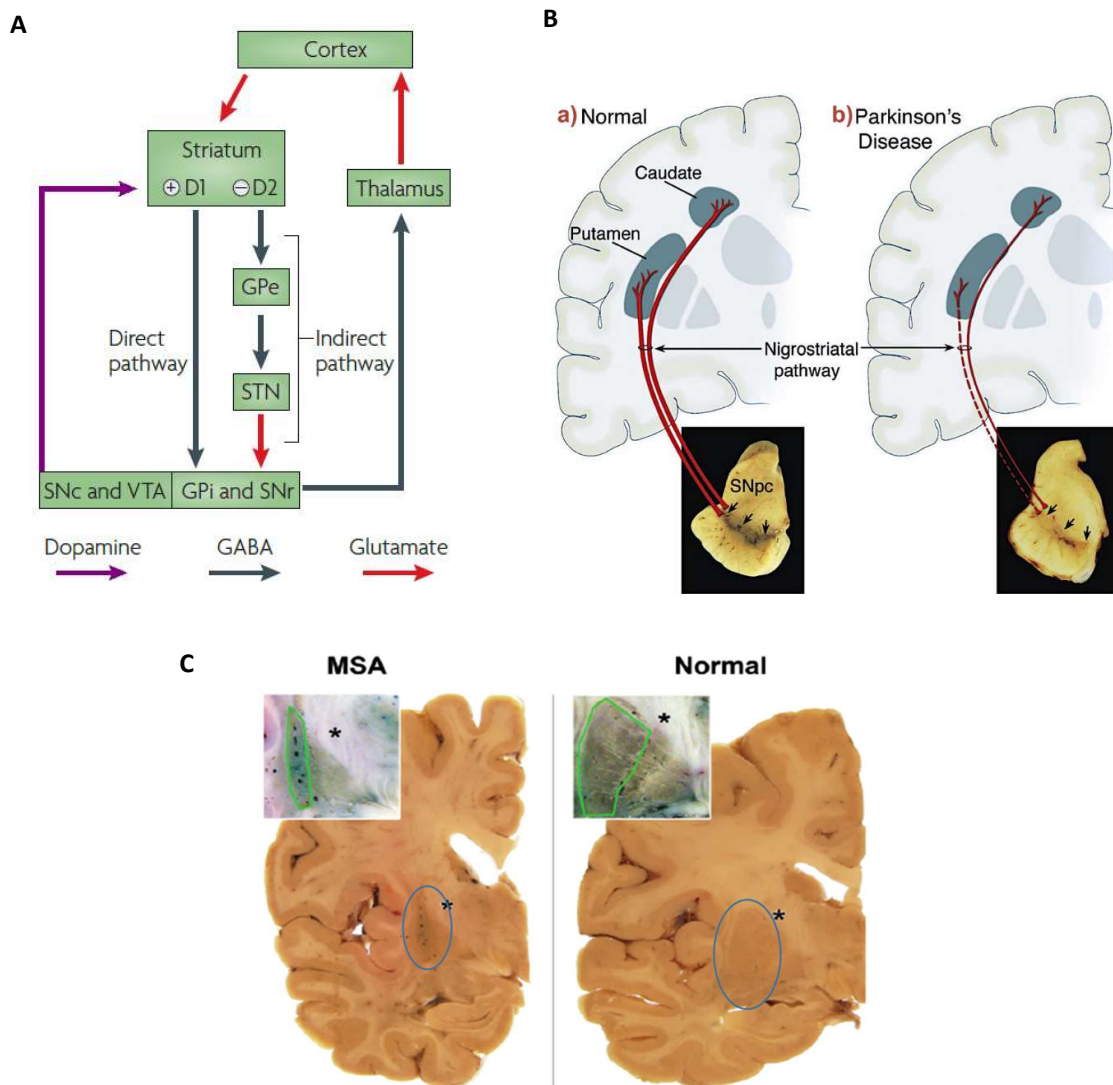 A
Cortex
Striatum
+ D1 − D2
Thalamus
GPe
Direct
pathway
Indirect
pathway
STN
SNc and VTA GPi and SNr
Dopamine GABA Glutamate
B
a) Normal
b) Parkinson's
Disease
Caudate
Putamen
Nigrostriatal
pathway
SNpc
C
MSA Normal
*
*
*
*